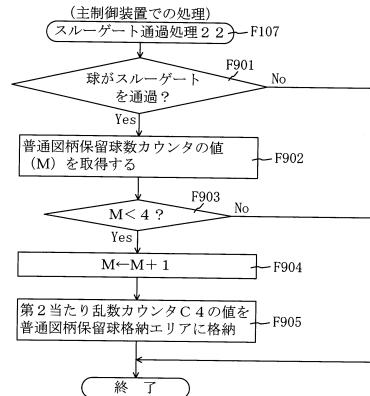 (主制御装置での処理)
スルーゲート通過処理22
F107
球がスルーゲート
を通過?
F901
No
Yes
普通図柄保留球数カウンタの値
(M)を取得する
F902
M<4?
F903
No
Yes
M←M+1
F904
第2当たり乱数カウンタC4の値を
普通図柄保留球格納エリアに格納
F905
終 了